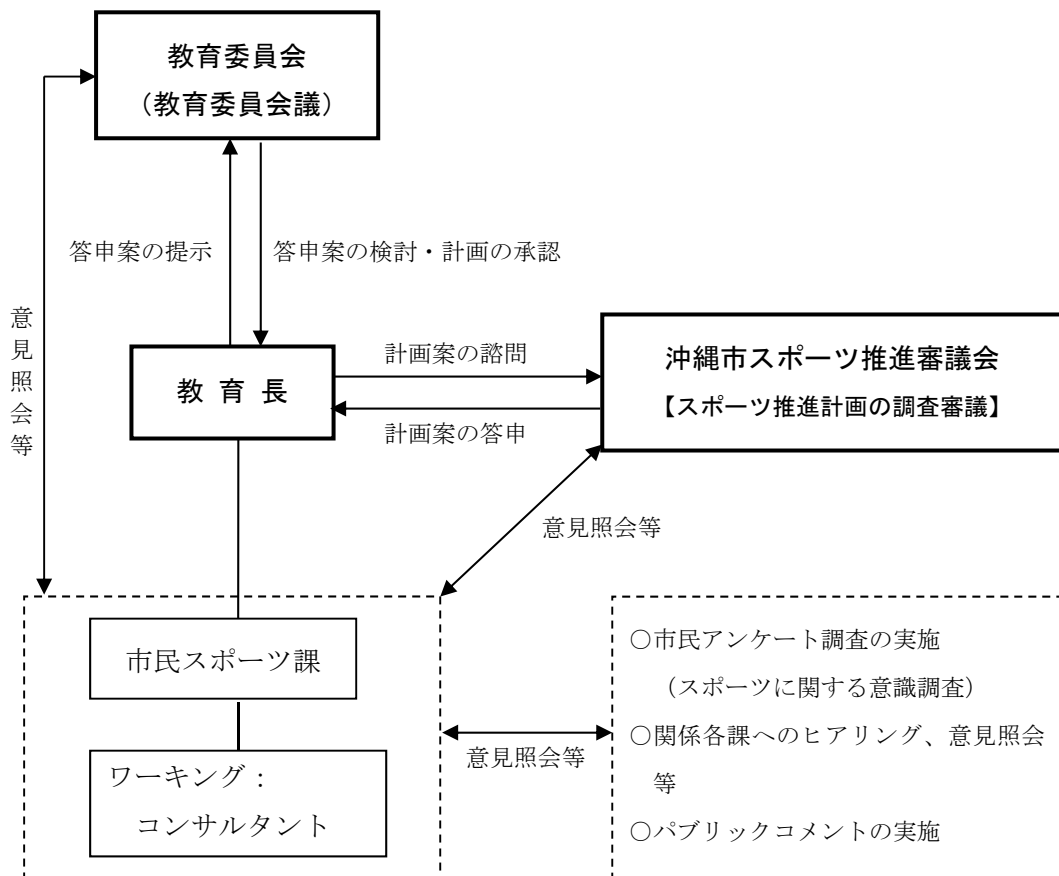 教育委員会
（教育委員会議）
答申案の提示
答申案の検討・計画の承認
意見照会等
教 育 長
計画案の諮問
計画案の答申
沖縄市スポーツ推進審議会
【スポーツ推進計画の調査審議】
意見照会等
市民スポーツ課
ワーキング：
コンサルタント
意見照会等
○市民アンケート調査の実施
（スポーツに関する意識調査）
○関係各課へのヒアリング、意見照会
等
○パブリックコメントの実施